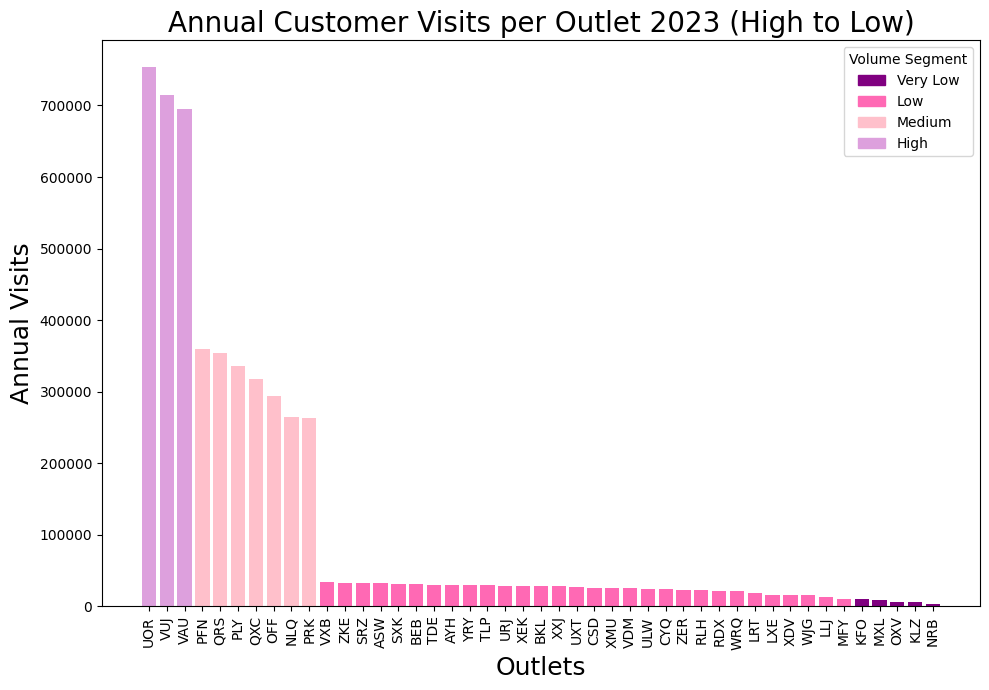 Annual Customer Visits per Outlet 2023 (High to Low)
Volume Segment
Very Low
Low
Medium
High
Annual Visits
700000
600000
500000
400000
300000
200000
100000
0
UOR VUJ VAU PFN QRS PLY QXC OFF NLQ PRK VXB ZKE SRZ ASW SXK BEB TDE AYH YRY TLP URJ XEK BKL XXJ UXT CSD XMU VDM ULW CYQ ZER RLH RDX WRQ LRT LXE XDV WJG LLJ MFY KFO MXL OXV KLZ NRB
Outlets